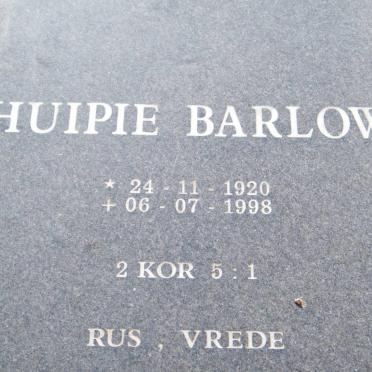 HUIPIE BARLOW
* 24 - 11 - 1920
+ 06 - 07 - 1998
2 KOR 5 : 1
RUS , VREDE